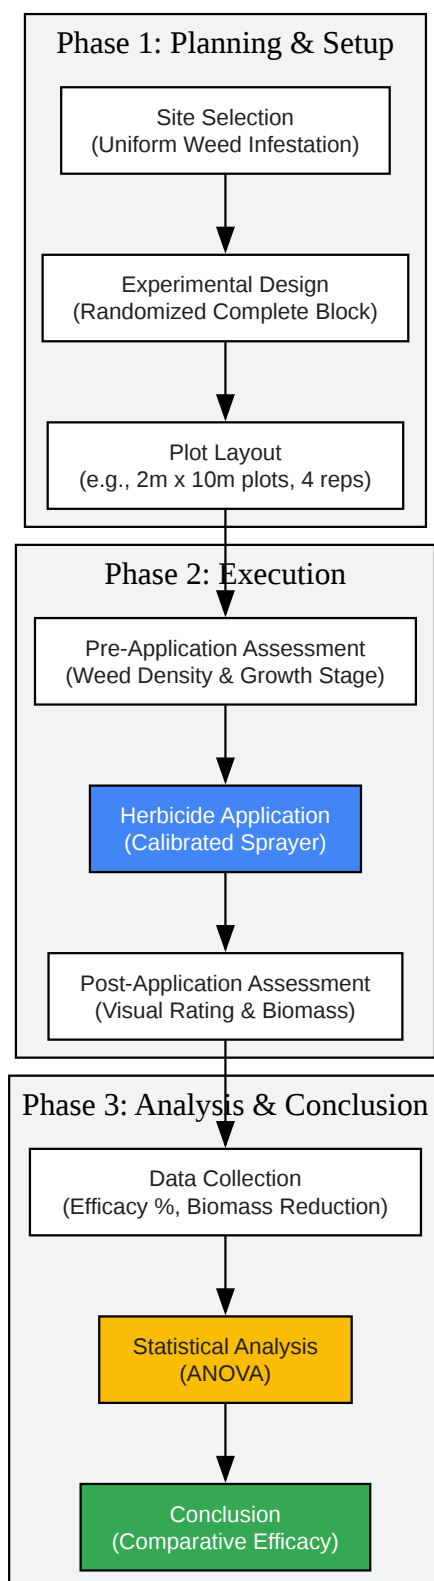 Phase 1: Planning & Setup
Site Selection
(Uniform Weed Infestation)
Experimental Design
(Randomized Complete Block)
Plot Layout
(e.g., 2m x 10m plots, 4 reps)
Phase 2: Execution
Pre-Application Assessment
(Weed Density & Growth Stage)
Herbicide Application
(Calibrated Sprayer)
Post-Application Assessment
(Visual Rating & Biomass)
Phase 3: Analysis & Conclusion
Data Collection
(Efficacy %, Biomass Reduction)
Statistical Analysis
(ANOVA)
Conclusion
(Comparative Efficacy)